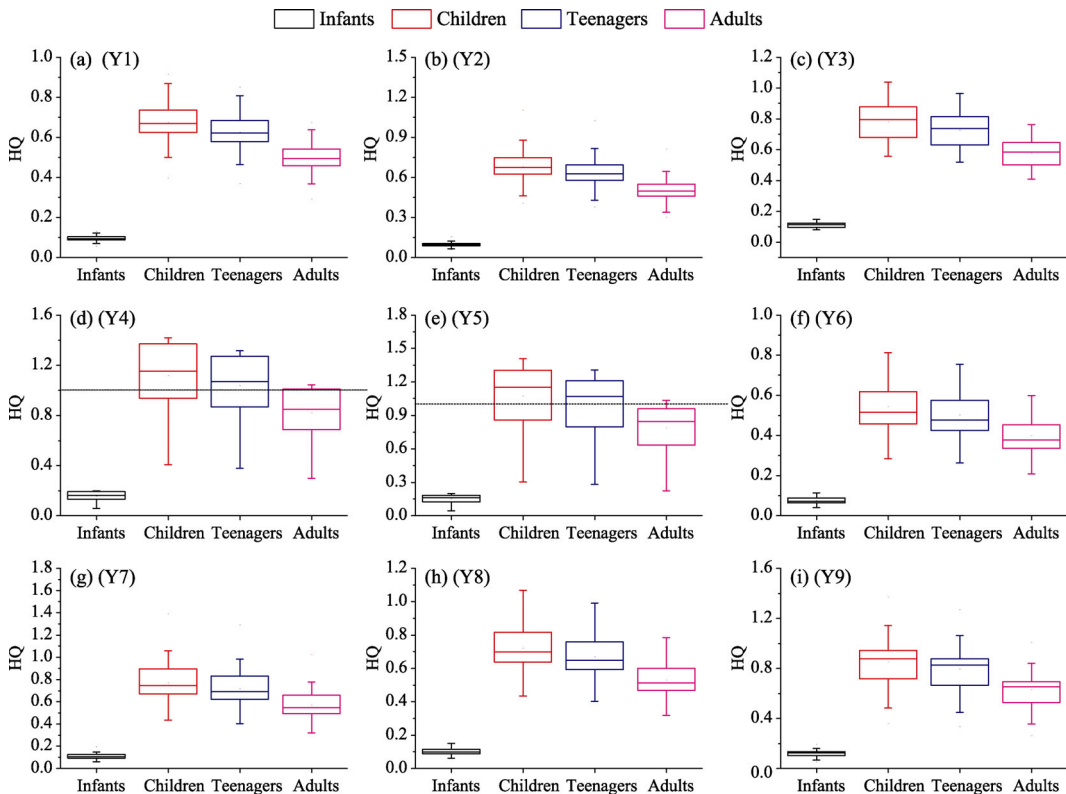 Infants Children Teenagers Adults
(a) (Y1)
HQ
1.0
0.8
0.6
0.4
0.2
0.0
Infants Children Teenagers Adults
(b) (Y2)
HQ
1.5
1.2
0.9
0.6
0.3
0.0
Infants Children Teenagers Adults
(c) (Y3)
HQ
1.2
1.0
0.8
0.6
0.4
0.2
0.0
Infants Children Teenagers Adults
(d) (Y4)
HQ
1.6
1.2
0.8
0.4
0.0
Infants Children Teenagers Adults
(e) (Y5)
HQ
1.8
1.5
1.2
0.9
0.6
0.3
0.0
Infants Children Teenagers Adults
(f) (Y6)
HQ
1.0
0.8
0.6
0.4
0.2
0.0
Infants Children Teenagers Adults
(g) (Y7)
HQ
1.8
1.6
1.4
1.2
1.0
0.8
0.6
0.4
0.2
0.0
Infants Children Teenagers Adults
(h) (Y8)
HQ
1.2
1.0
0.8
0.6
0.4
0.2
0.0
Infants Children Teenagers Adults
(i) (Y9)
HQ
1.6
1.2
0.8
0.4
0.0
Infants Children Teenagers Adults